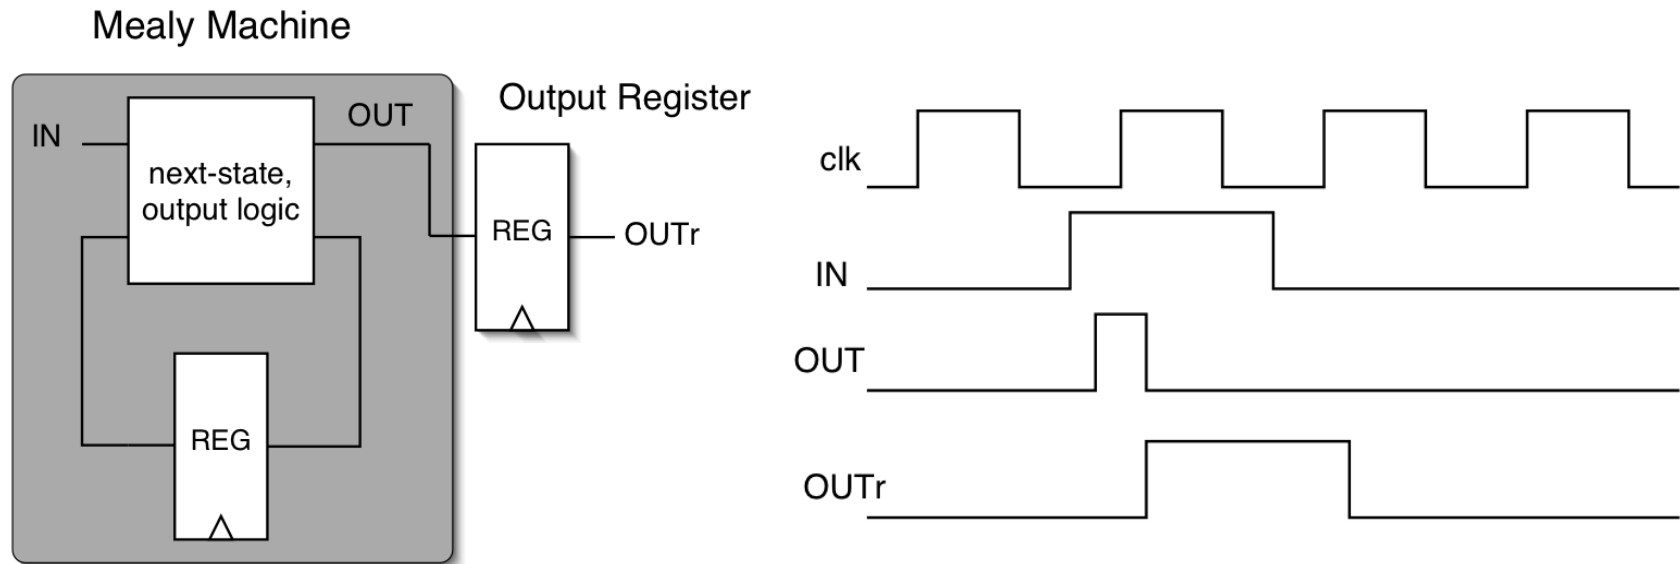 Mealy Machine
IN
OUT
next-state,
output logic
REG
Output Register
REG
OUTr
clk
IN
OUT
OUTr